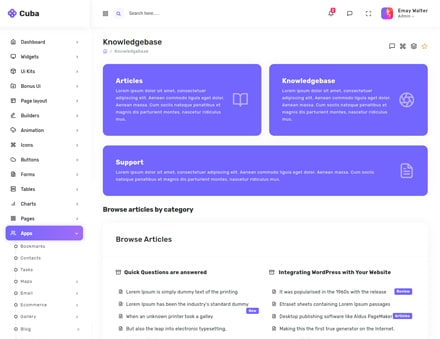 Cuba
Search here....
2
Emay Walter
Admin
Dashboard
Widgets
Ui Kits
Bonus Ui
Page layout
Builders
Animation
Icons
Buttons
Forms
Tables
Charts
Pages
Apps
Bookmarks
Contacts
Tasks
Maps
Email
Ecommerce
Gallery
Blog
Knowledgebase
/ Knowledgebase
Articles
Lorem ipsum dolor sit amet, consectetuer
adipiscing elit. Aenean commodo ligula eget dolor.
Aenean massa. Cum sociis natoque penatibus et
magnis dis parturient montes, nascetur ridiculus
mus.
Knowledgebase
Lorem ipsum dolor sit amet, consectetuer
adipiscing elit. Aenean commodo ligula eget dolor.
Aenean massa. Cum sociis natoque penatibus et
magnis dis parturient montes, nascetur ridiculus
mus.
Support
Lorem ipsum dolor sit amet, consectetuer adipiscing elit. Aenean commodo ligula eget dolor. Aenean massa. Cum sociis
natoque penatibus et magnis dis parturient montes, nascetur ridiculus mus.
Browse articles by category
Browse Articles
Quick Questions are answered
Lorem Ipsum is simply dummy text of the printing
Lorem Ipsum has been the industry's standard dummy
New
When an unknown printer took a galley
But also the leap into electronic typesetting.
Integrating WordPress with Your Website
It was popularised in the 1960s with the release
Review
Etraset sheets containing Lorem Ipsum passages
Desktop publishing software like Aldus PageMaker
Articles
Making this the first true generator on the Internet.